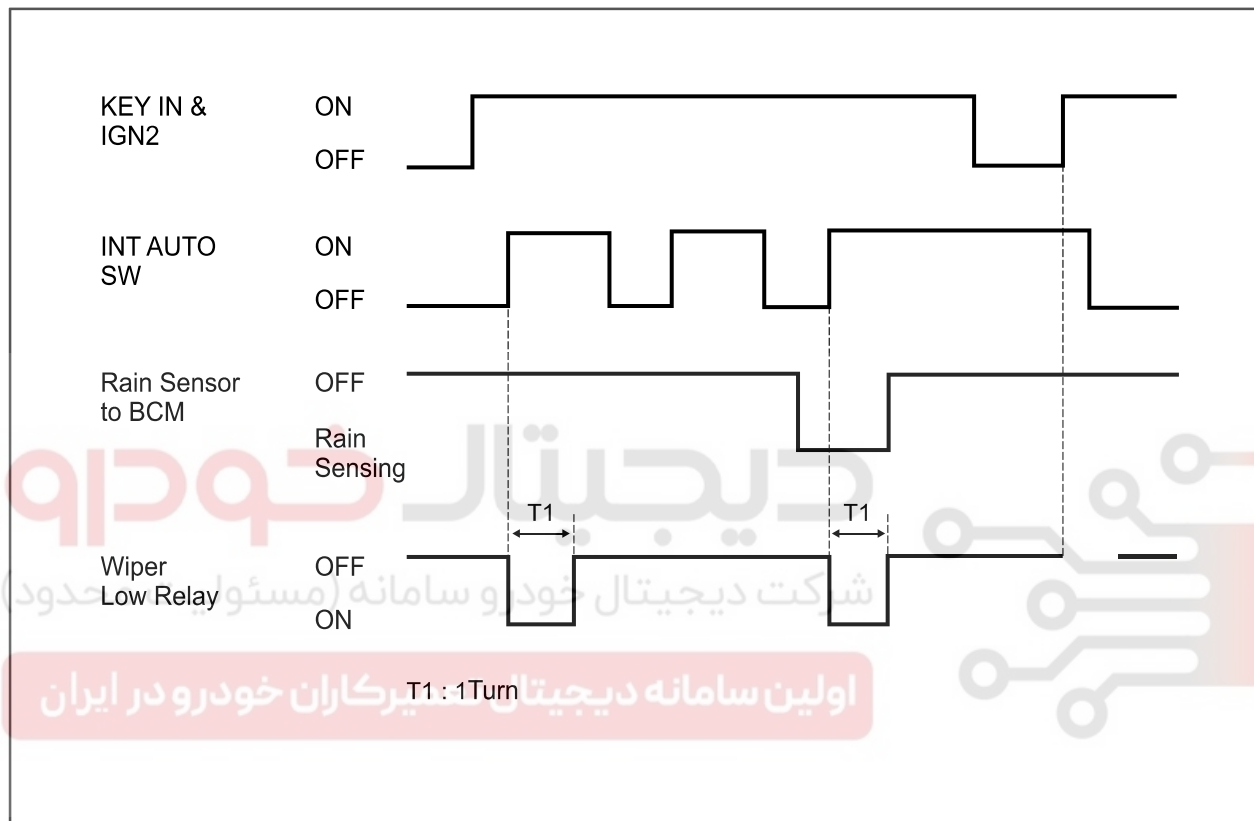 KEY IN &
IGN2
ON
OFF
INT AUTO
SW
ON
OFF
Rain Sensor
to BCM
OFF
Rain
Sensing
دیجیتال خودرو
T1
T1
Wiper
Low Relay
OFF
ON
شرکت دیجیتال خودرو سامانه (مسئولیت محدود)
T1 : 1Turn
اولین سامانه دیجیتال تعمیرکاران خودرو در ایران